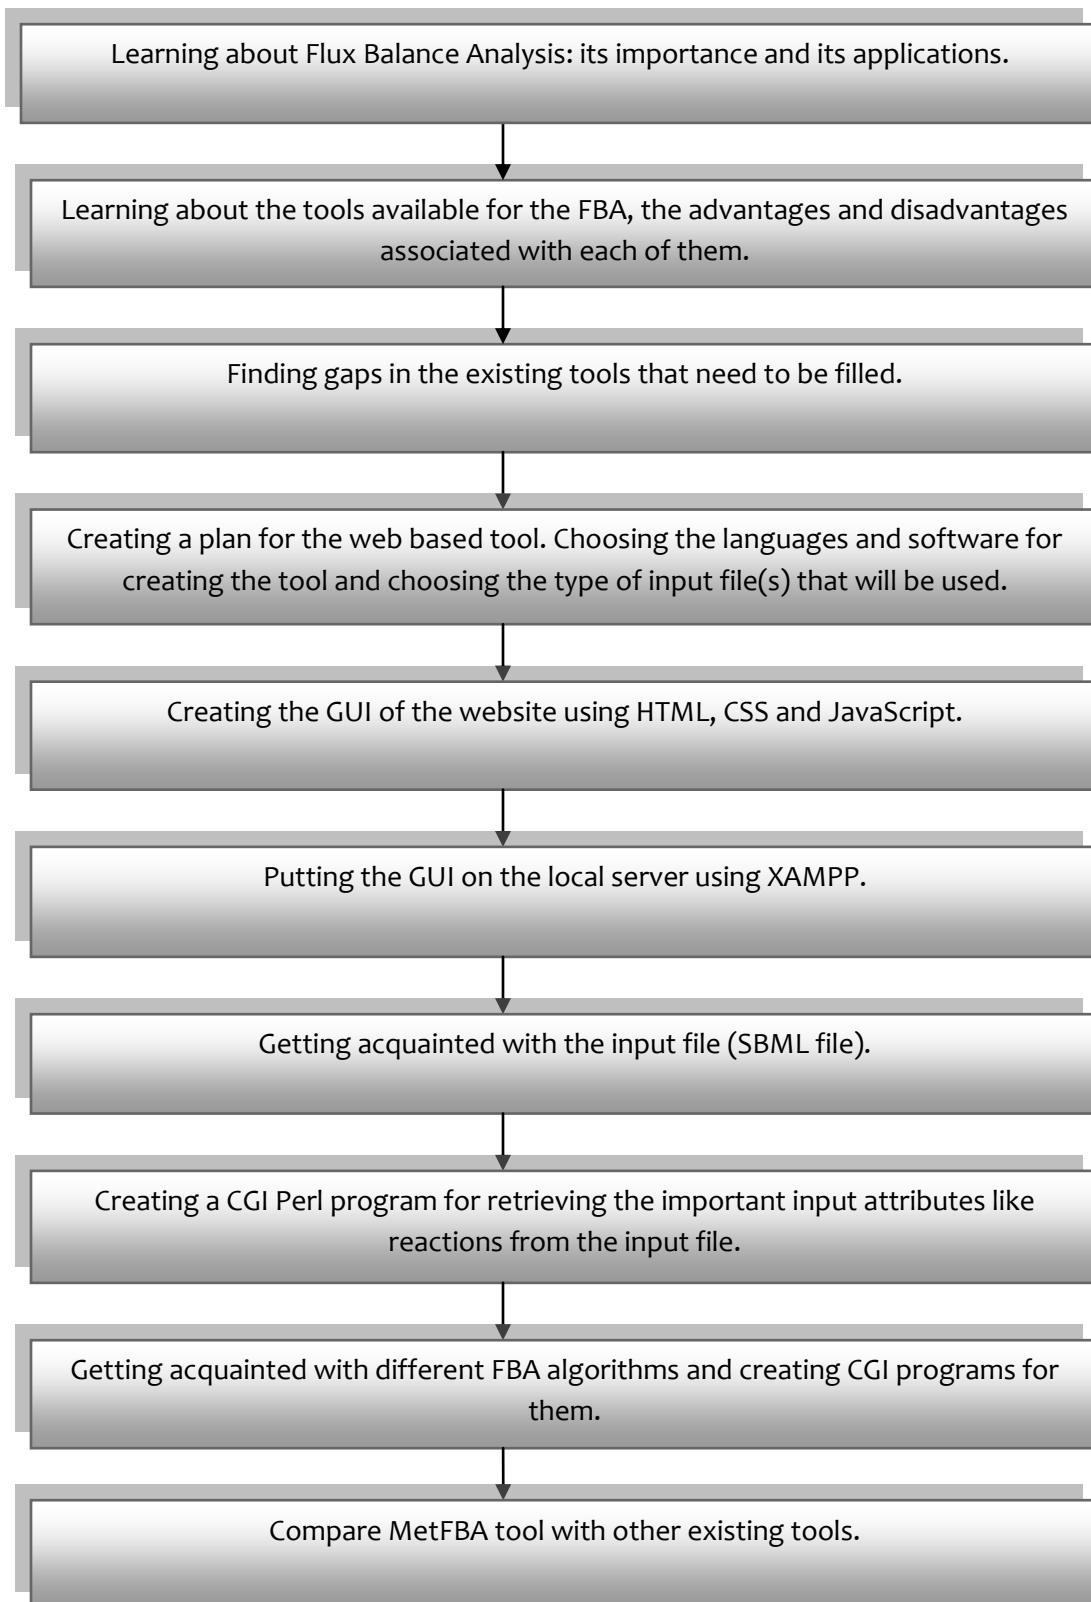 Learning about Flux Balance Analysis: its importance and its applications.
Learning about the tools available for the FBA, the advantages and disadvantages
associated with each of them.
Finding gaps in the existing tools that need to be filled.
Creating a plan for the web based tool. Choosing the languages and software for
creating the tool and choosing the type of input file(s) that will be used.
Creating the GUI of the website using HTML, CSS and JavaScript.
Putting the GUI on the local server using XAMPP.
Getting acquainted with the input file (SBML file).
Creating a CGI Perl program for retrieving the important input attributes like
reactions from the input file.
Getting acquainted with different FBA algorithms and creating CGI programs for
them.
Compare MetFBA tool with other existing tools.